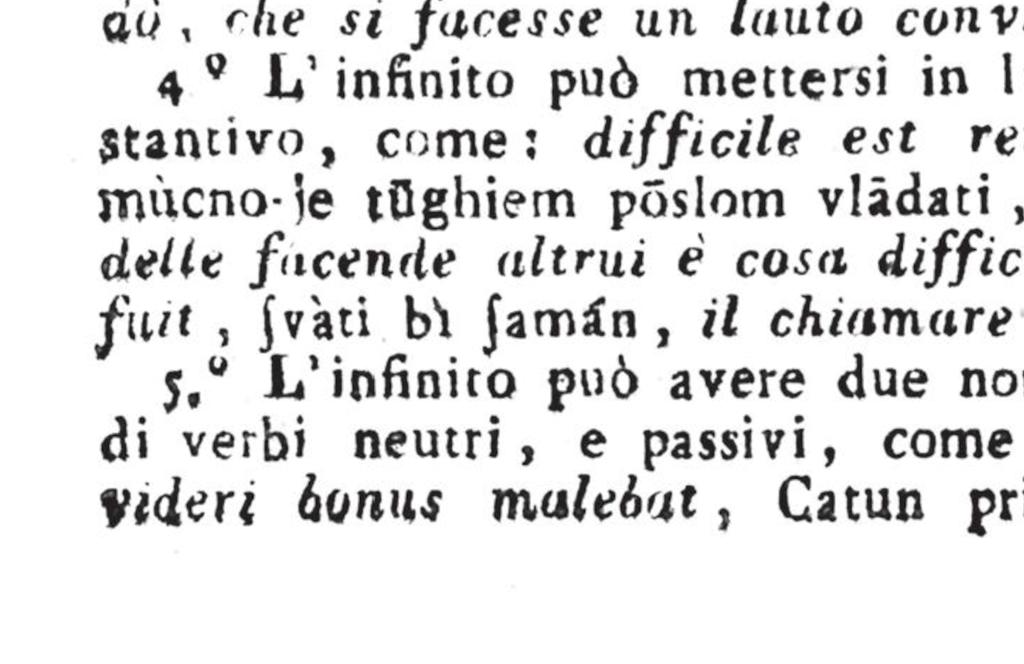 dò, che si facesse un lauto conv
4º L'infinito può mettersi in l
stantivo, come: difficile est re
mùcno-je tūghiem pōslom vlādati,
delle facende altrui è cosa diffic
fuit, ſvàti bì ſamán, il chiamare
5.º L'infinito può avere due no
di verbi neutri, e passivi, come
videri bonus malebat, Catun pri